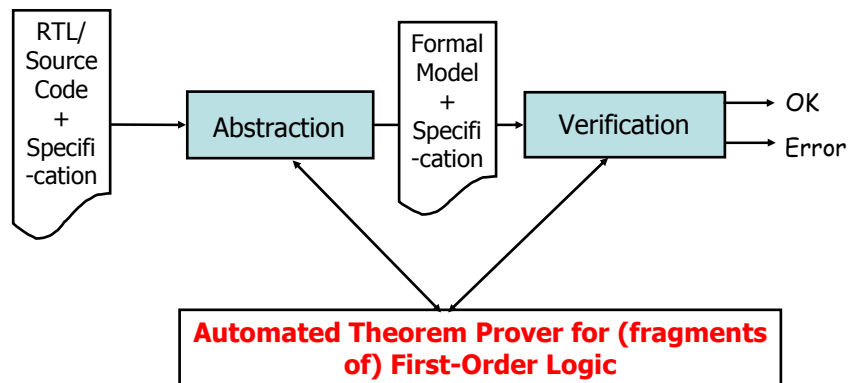 RTL/
Source
Code
+
Specifi
-cation
Abstraction
Formal
Model
+
Specifi
-cation
Verification
OK
Error
Automated Theorem Prover for (fragments
of) First-Order Logic